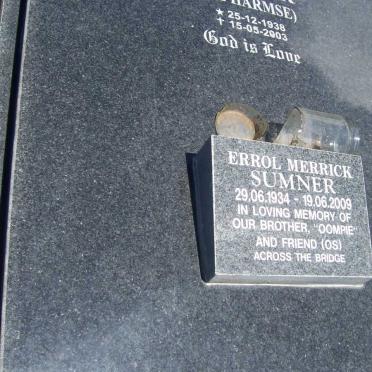 HARMSE)
★ 25-12-1938
✝ 15-05-2003
God is Love
ERROL MERRICK
SUMNER
29.06.1934 - 19.06.2009
IN LOVING MEMORY OF
OUR BROTHER, "OOMPIE"
AND FRIEND (OS)
ACROSS THE BRIDGE